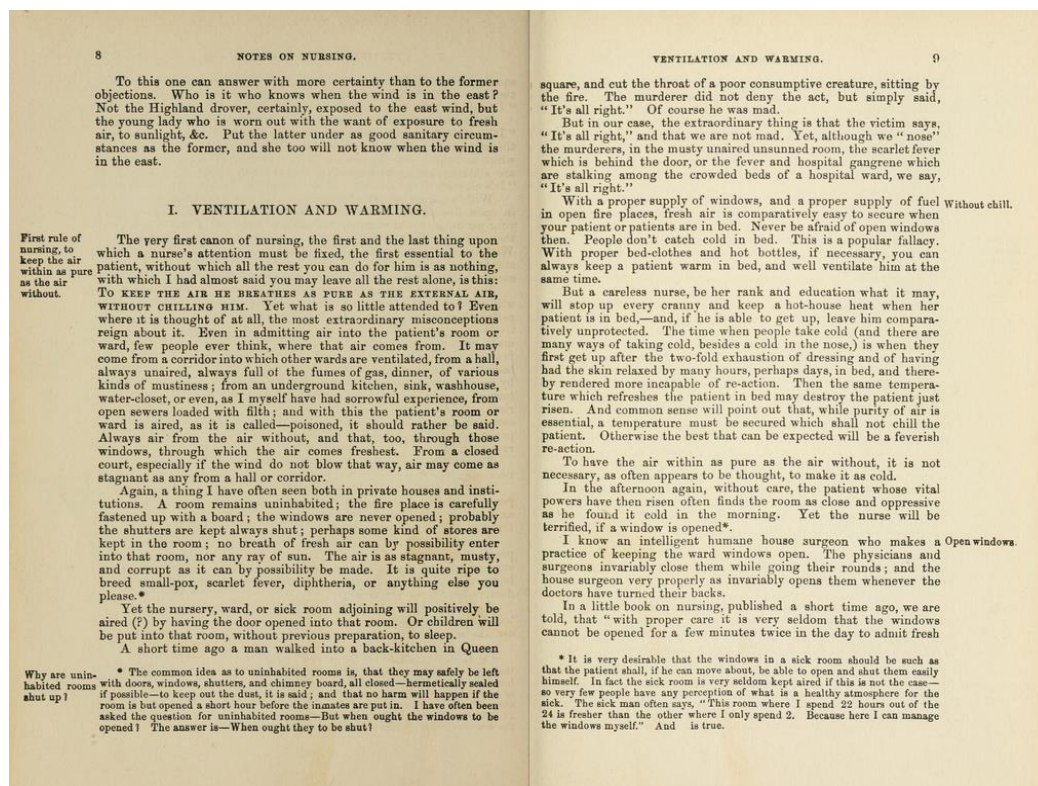 8
NOTES ON NURSING.
To this one can answer with more certainty than to the former
objections. Who is it who knows when the wind is in the east?
Not the Highland drover, certainly, exposed to the east wind, but
the young lady who is worn out with the want of exposure to fresh
air, to sunlight, &c. Put the latter under as good sanitary circum-
stances as the former, and she too will not know when the wind is
in the east.
I. VENTILATION AND WARMING.
First rule of
nursing, to
keep the air
within as pure
as the air
without.
The very first canon of nursing, the first and the last thing upon
which a nurse's attention must be fixed, the first essential to the
patient, without which all the rest you can do for him is as nothing,
with which I had almost said you may leave all the rest alone, is this:
TO KEEP THE AIR HE BREATHES AS PURE AS THE EXTERNAL AIR,
WITHOUT CHILLING HIM. Yet what is so little attended to? Even
where it is thought of at all, the most extraordinary misconceptions
reign about it. Even in admitting air into the patient's room or
ward, few people ever think, where that air comes from. It may
come from a corridor into which other wards are ventilated, from a hall,
always unaired, always full of the fumes of gas, dinner, of various
kinds of mustiness; from an underground kitchen, sink, washhouse,
water-closet, or even, as I myself have had sorrowful experience, from
open sewers loaded with filth; and with this the patient's room or
ward is aired, as it is called—poisoned, it should rather be said.
Always air from the air without, and that, too, through those
windows, through which the air comes freshest. From a closed
court, especially if the wind do not blow that way, air may come as
stagnant as any from a hall or corridor.
Again, a thing I have often seen both in private houses and insti-
tutions. A room remains uninhabited; the fire place is carefully
fastened up with a board; the windows are never opened; probably
the shutters are kept always shut; perhaps some kind of stores are
kept in the room; no breath of fresh air can by possibility enter
into that room, nor any ray of sun. The air is as stagnant, musty,
and corrupt as it can by possibility be made. It is quite ripe to
breed small-pox, scarlet fever, diphtheria, or anything else you
please.*
Yet the nursery, ward, or sick room adjoining will positively be
aired (?) by having the door opened into that room. Or children will
be put into that room, without previous preparation, to sleep.
A short time ago a man walked into a back-kitchen in Queen
Why are unin-
habited rooms
shut up?
* The common idea as to uninhabited rooms is, that they may safely be left
with doors, windows, shutters, and chimney board, all closed—hermetically sealed
if possible—to keep out the dust, it is said; and that no harm will happen if the
room is but opened a short hour before the inmates are put in. I have often been
asked the question for uninhabited rooms—But when ought the windows to be
opened? The answer is—When ought they to be shut?
VENTILATION AND WARMING.
9
square, and cut the throat of a poor consumptive creature, sitting by
the fire. The murderer did not deny the act, but simply said,
"It's all right." Of course he was mad.
But in our case, the extraordinary thing is that the victim says,
"It's all right," and that we are not mad. Yet, although we "nose"
the murderers, in the musty unaired unsunned room, the scarlet fever
which is behind the door, or the fever and hospital gangrene which
are stalking among the crowded beds of a hospital ward, we say,
"It's all right."
With a proper supply of windows, and a proper supply of fuel
Without chill.
in open fire places, fresh air is comparatively easy to secure when
your patient or patients are in bed. Never be afraid of open windows
then. People don't catch cold in bed. This is a popular fallacy.
With proper bed-clothes and hot bottles, if necessary, you can
always keep a patient warm in bed, and well ventilate him at the
same time.
But a careless nurse, be her rank and education what it may,
will stop up every cranny and keep a hot-house heat when her
patient is in bed,—and, if he is able to get up, leave him compara-
tively unprotected. The time when people take cold (and there are
many ways of taking cold, besides a cold in the nose,) is when they
first get up after the two-fold exhaustion of dressing and of having
had the skin relaxed by many hours, perhaps days, in bed, and there-
by rendered more incapable of re-action. Then the same tempera-
ture which refreshes the patient in bed may destroy the patient just
risen. And common sense will point out that, while purity of air is
essential, a temperature must be secured which shall not chill the
patient. Otherwise the best that can be expected will be a feverish
re-action.
To have the air within as pure as the air without, it is not
necessary, as often appears to be thought, to make it as cold.
In the afternoon again, without care, the patient whose vital
powers have then risen often finds the room as close and oppressive
as he found it cold in the morning. Yet the nurse will be
terrified, if a window is opened*.
I know an intelligent humane house surgeon who makes a
Open windows.
practice of keeping the ward windows open. The physicians and
surgeons invariably close them while going their rounds; and the
house surgeon very properly as invariably opens them whenever the
doctors have turned their backs.
In a little book on nursing, published a short time ago, we are
told, that "with proper care it is very seldom that the windows
cannot be opened for a few minutes twice in the day to admit fresh
* It is very desirable that the windows in a sick room should be such as
that the patient shall, if he can move about, be able to open and shut them easily
himself. In fact the sick room is very seldom kept aired if this is not the case—
so very few people have any perception of what is a healthy atmosphere for the
sick. The sick man often says, "This room where I spend 22 hours out of the
24 is fresher than the other where I only spend 2. Because here I can manage
the windows myself." And is true.